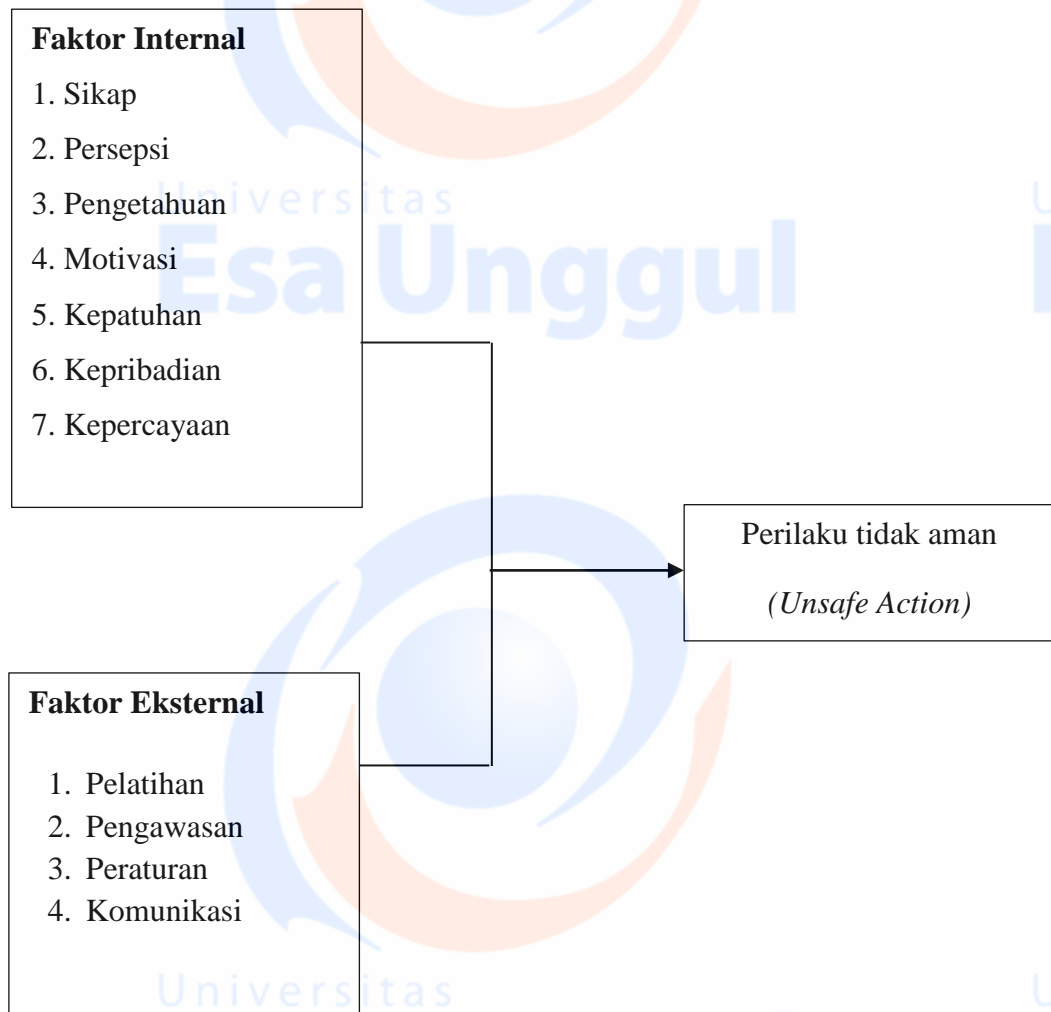 Faktor Internal
1. Sikap
2. Persepsi
3. Pengetahuan
4. Motivasi
5. Kepatuhan
6. Kepribadian
7. Kepercayaan
Perilaku tidak aman
(Unsafe Action)
Faktor Eksternal
1. Pelatihan
2. Pengawasan
3. Peraturan
4. Komunikasi
Universitas
Esa Unggul
Universitas